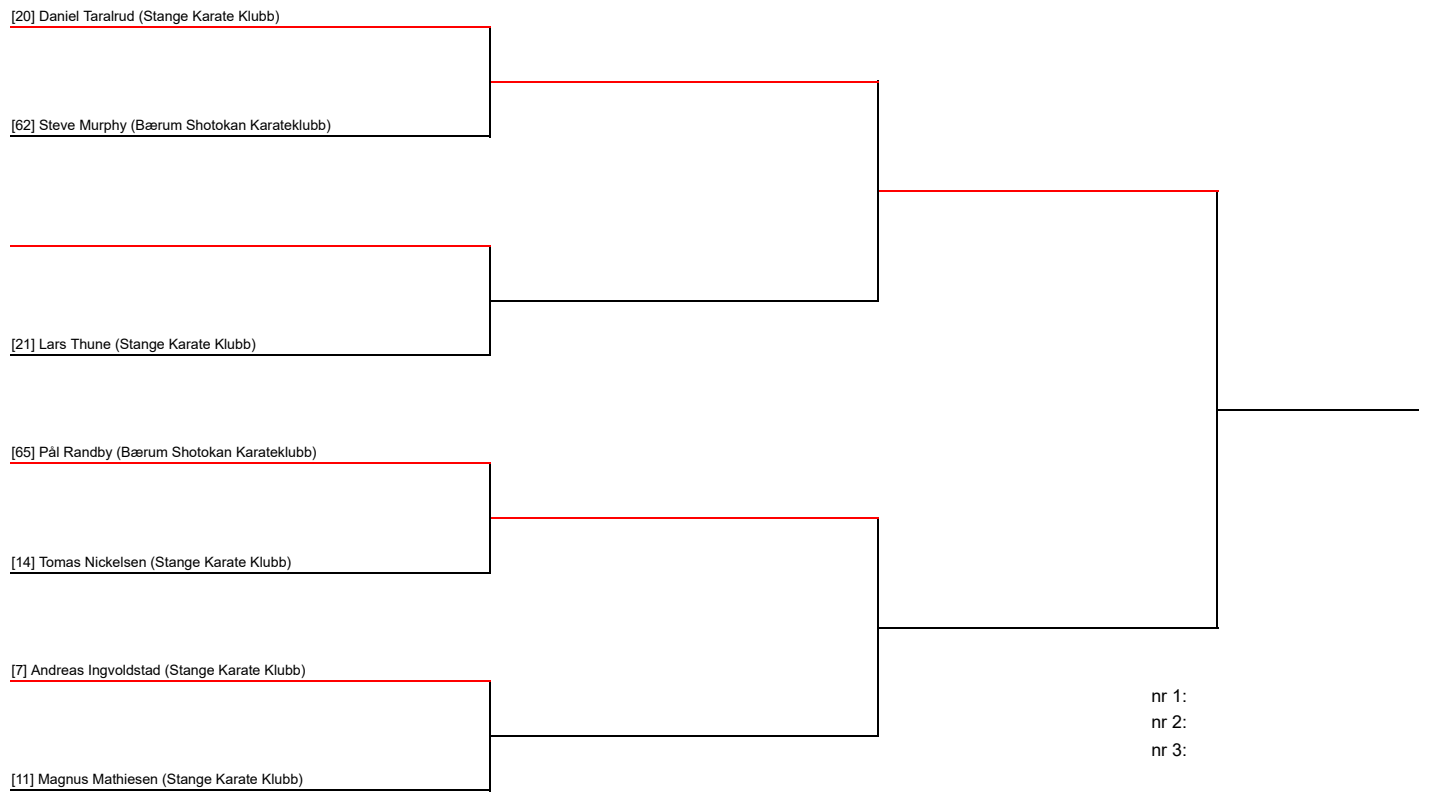 [20] Daniel Taralrud (Stange Karate Klubb)
[62] Steve Murphy (Bærum Shotokan Karateklubb)
[21] Lars Thune (Stange Karate Klubb)
[65] Pål Randby (Bærum Shotokan Karateklubb)
[14] Tomas Nickelsen (Stange Karate Klubb)
[7] Andreas Ingvoldstad (Stange Karate Klubb)
nr 1:
nr 2:
nr 3:
[11] Magnus Mathiesen (Stange Karate Klubb)